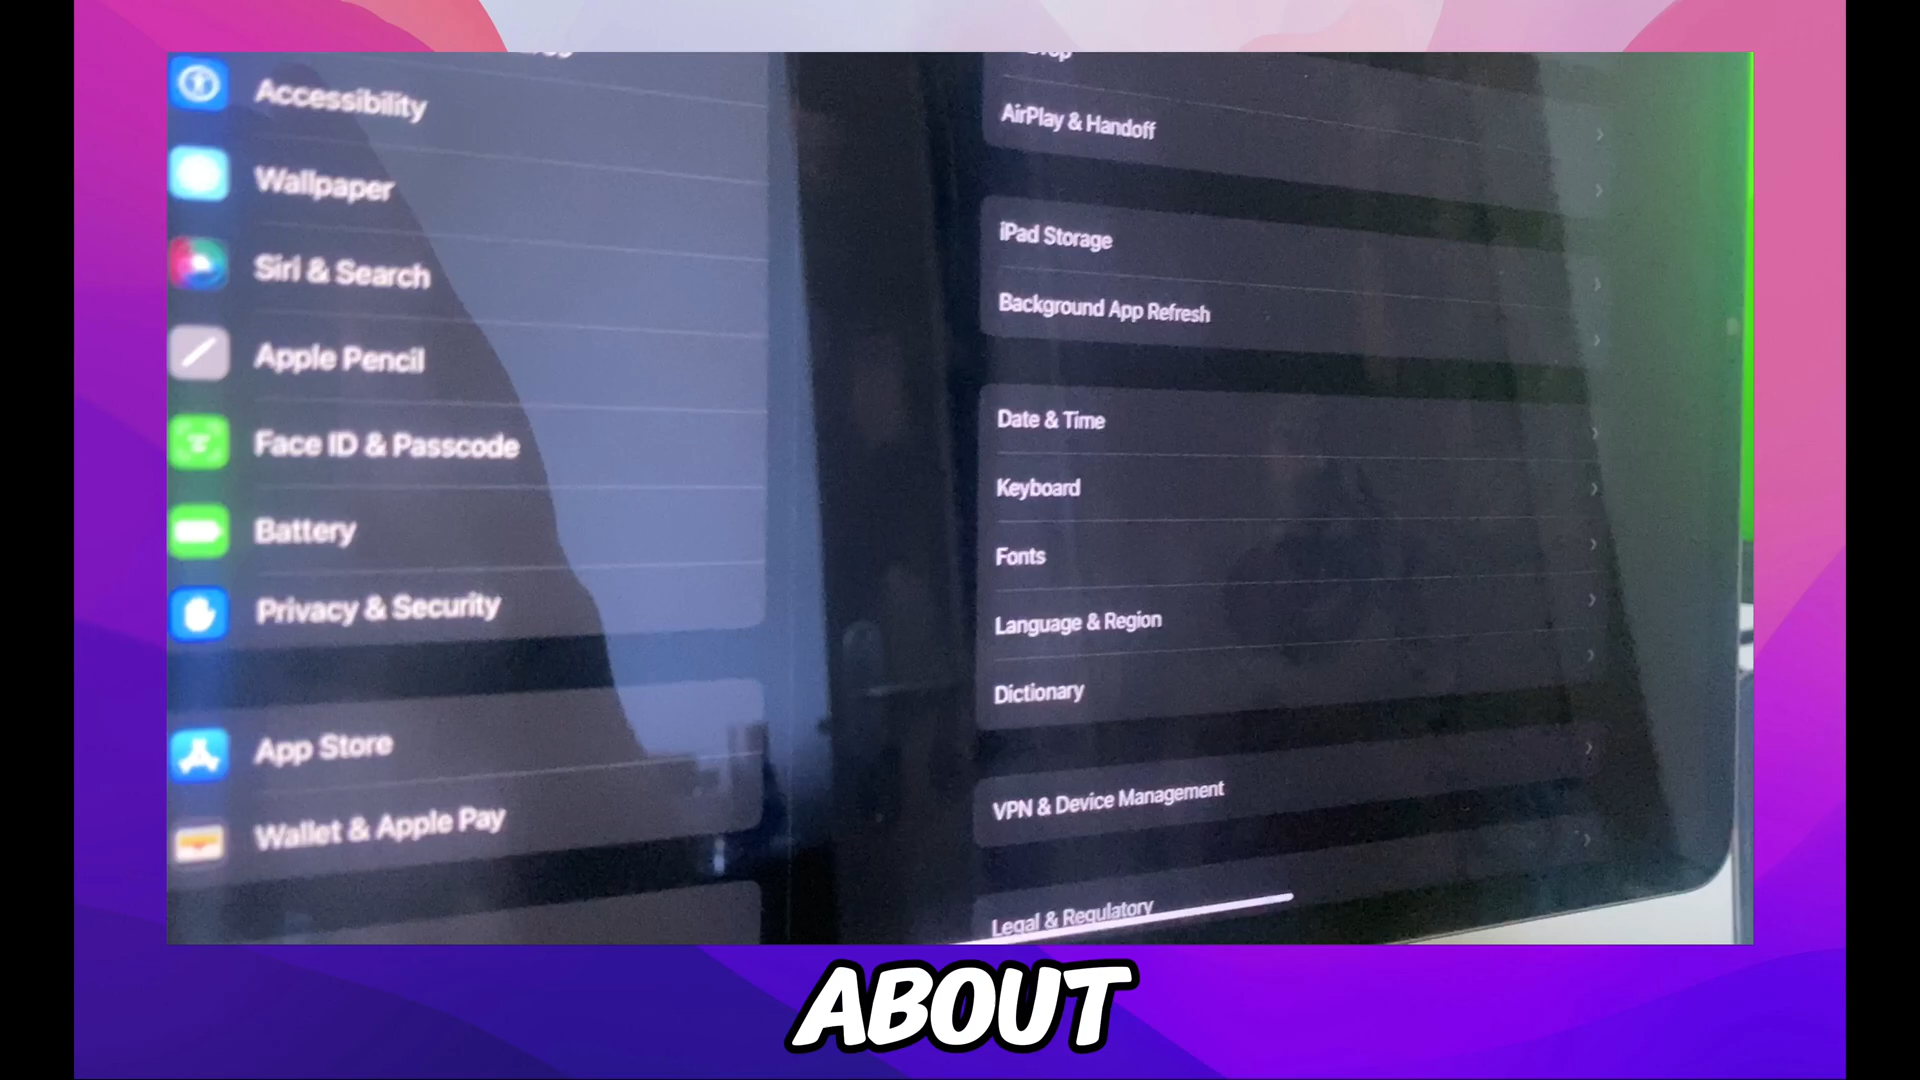 Accessibility
Wallpaper
Siri & Search
Apple Pencil
Face ID & Passcode
Battery
Privacy & Security
App Store
Wallet & Apple Pay
AirPlay & Handoff
iPad Storage
Background App Refresh
Date & Time
Keyboard
Fonts
Language & Region
Dictionary
VPN & Device Management
Legal & Regulatory
ABOUT